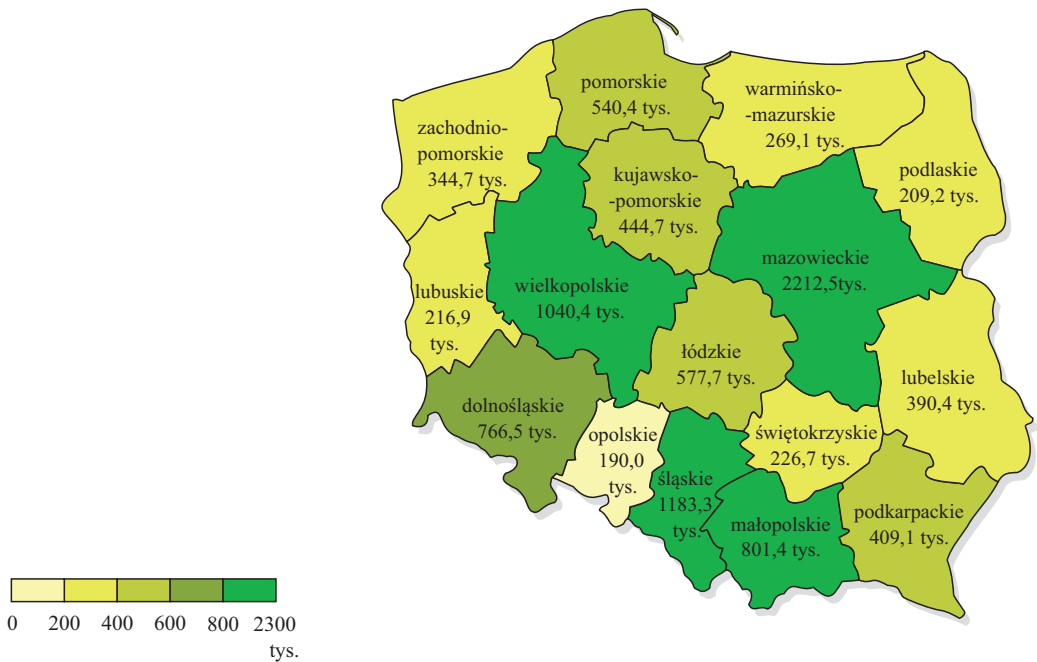 pomorskie
540,4 tys.
warmińsko-
-mazurskie
269,1 tys.
zachodnio-
pomorskie
344,7 tys.
podlaskie
209,2 tys.
kujawsko-
-pomorskie
444,7 tys.
mazowieckie
2212,5tys.
wielkopolskie
1040,4 tys.
lubuskie
216,9
tys.
łódzkie
577,7 tys.
lubelskie
390,4 tys.
dolnośląskie
766,5 tys.
opolskie
190,0
tys.
świętokrzyskie
226,7 tys.
śląskie
1183,3
tys.
małopolskie
801,4 tys.
podkarpackie
409,1 tys.
0 200 400 600 800 2300
tys.